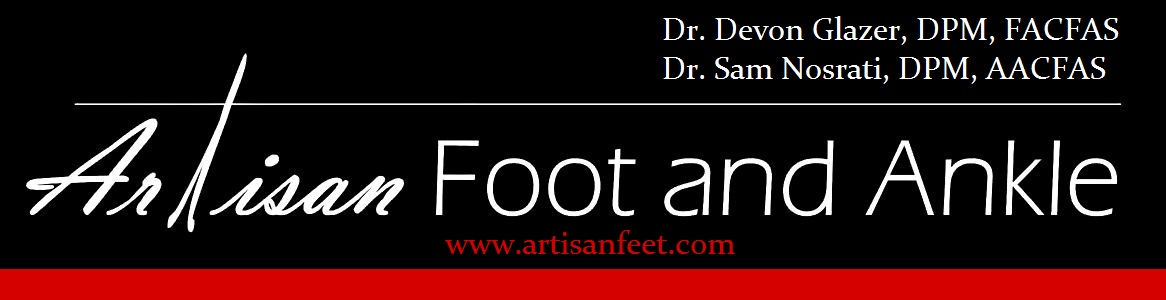 Dr. Devon Glazer, DPM, FACFAS
Dr. Sam Nosrati, DPM, AACFAS
Artisan Foot and Ankle
www.artisanfeet.com